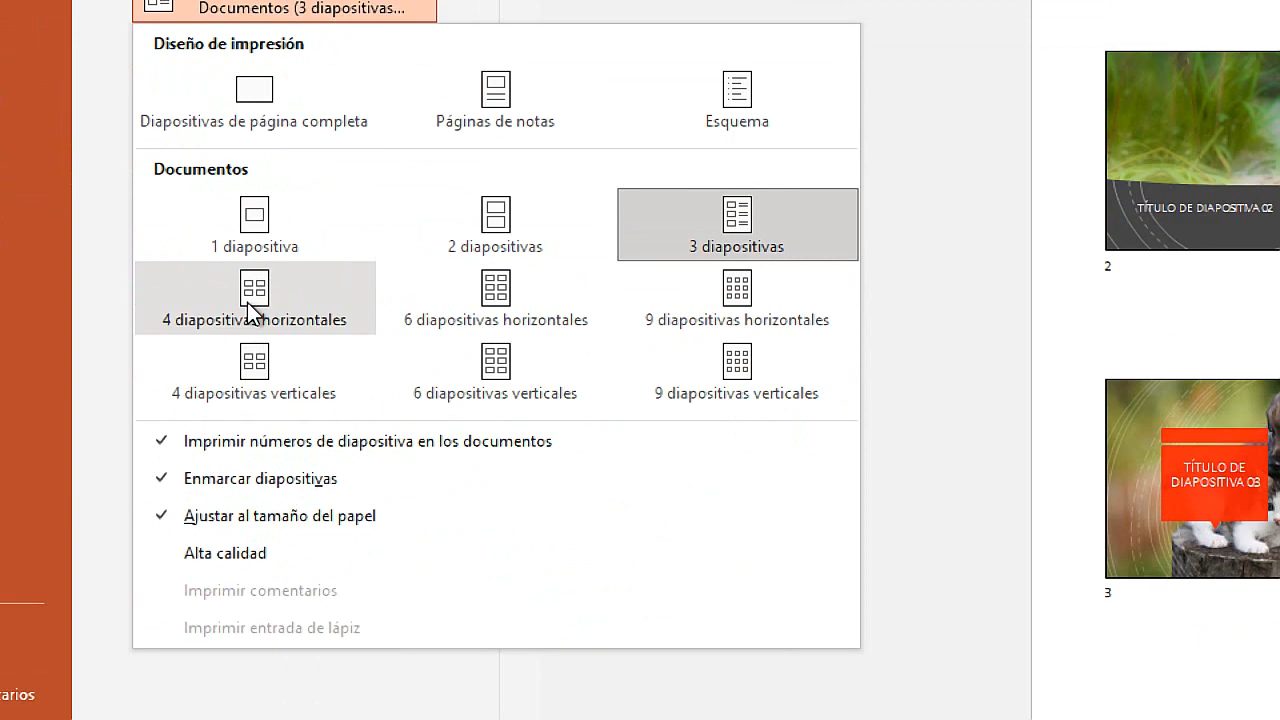 Documentos (3 diapositivas...
Diseño de impresión
Diapositivas de página completa
Páginas de notas
Esquema
Documentos
1 diapositiva
2 diapositivas
3 diapositivas
4 diapositivas horizontales
6 diapositivas horizontales
9 diapositivas horizontales
4 diapositivas verticales
6 diapositivas verticales
9 diapositivas verticales
Imprimir números de diapositiva en los documentos
Enmarcar diapositivas
Ajustar al tamaño del papel
Alta calidad
Imprimir comentarios
Imprimir entrada de lápiz
arios
TÍTULO DE DIAPOSITIVA 02
2
TÍTULO DE
DIAPOSITIVA 03
3